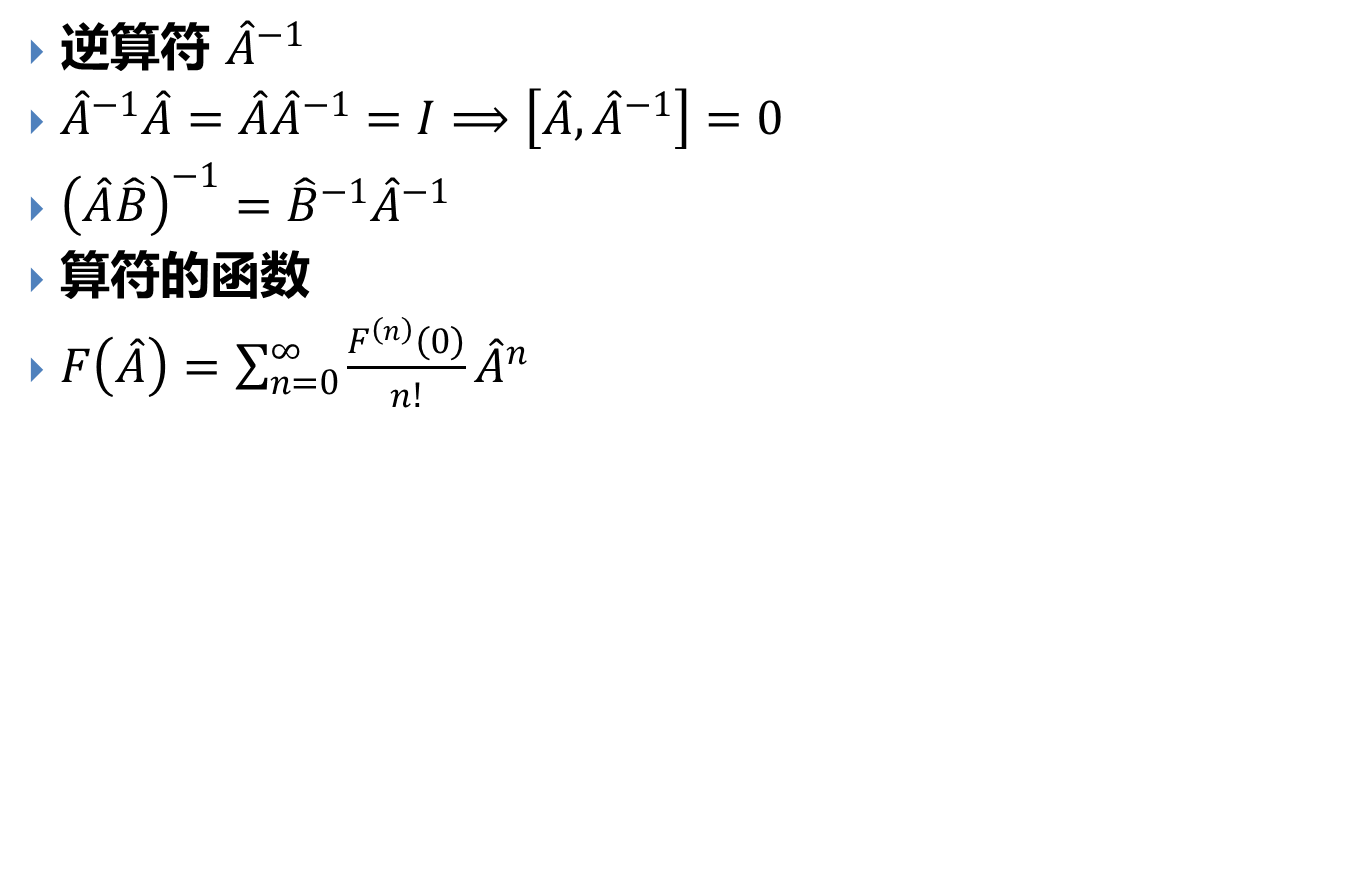 逆算符 Â⁻¹
Â⁻¹Â = ÂÂ⁻¹ = I ⟹ [Â, Â⁻¹] = 0
(ÂB̂)⁻¹ = B̂⁻¹Â⁻¹
算符的函数
F(Â) = ∑_{n=0}^{∞} \frac{F^{(n)}(0)}{n!} Âⁿ